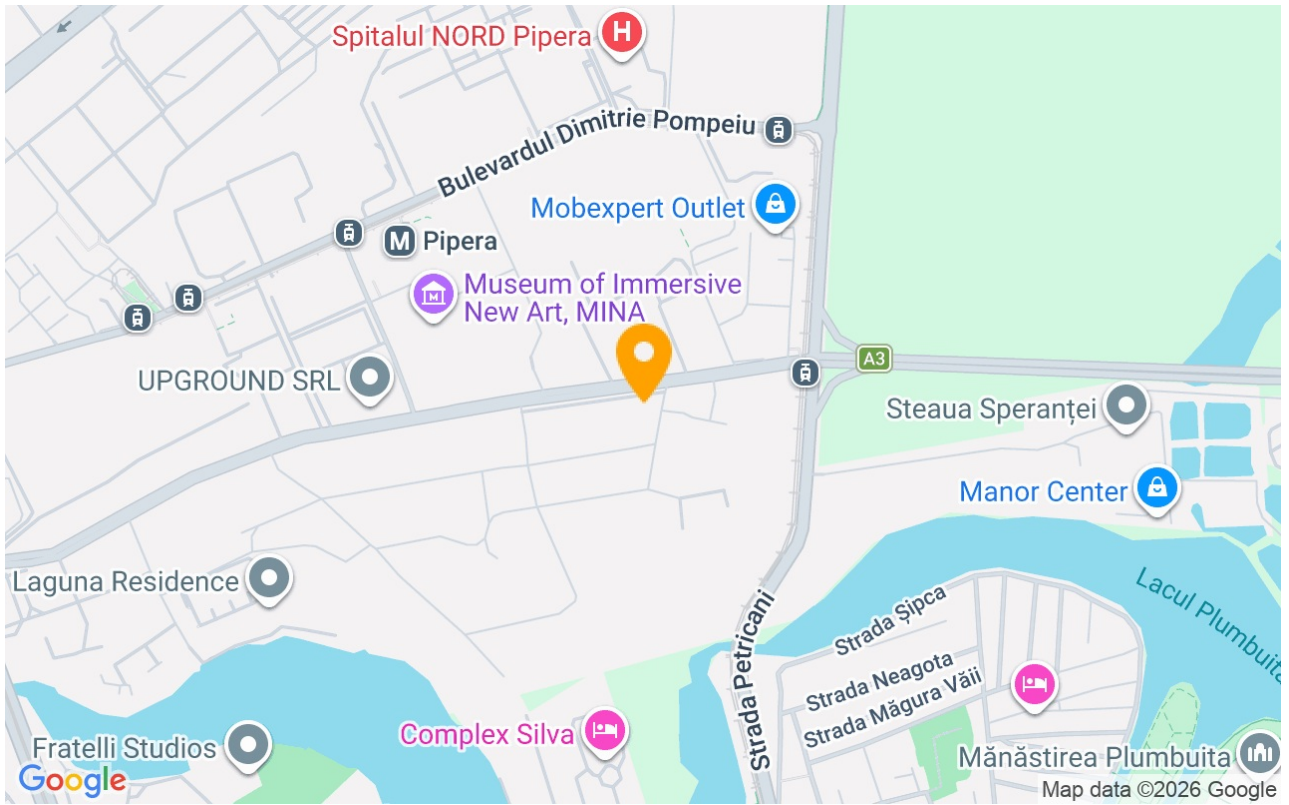 Spitalul NORD Pipera
H
Bulevardul Dimitrie Pompeiu
Mobexpert Outlet
M Pipera
Museum of Immersive
New Art, MINA
UPGROUND SRL
A3
Steaua Speranței
Manor Center
Laguna Residence
Lacul Plumbuita
Strada Șipca
Strada Petricani
Strada Neagota
Strada Măgura Văii
Complex Silva
Fratelli Studios
Mănăstirea Plumbuita
Google
Map data ©2026 Google